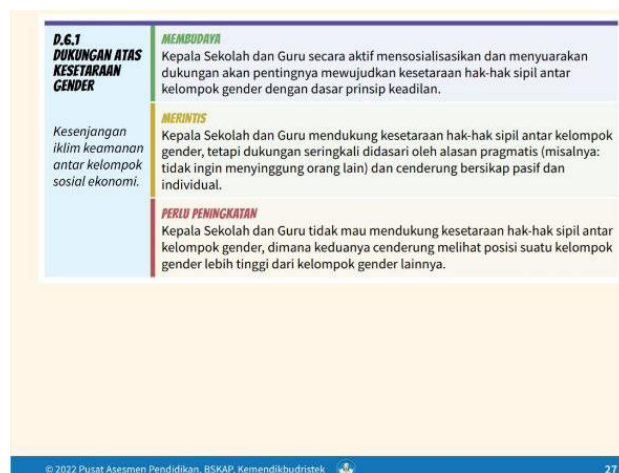 D.6.1
DUKUNGAN ATAS
KESETARAAN
GENDER
Kesenjangan
iklim keamanan
antar kelompok
sosial ekonomi.
MEMBUDAYA
Kepala Sekolah dan Guru secara aktif mensosialisasikan dan menyuarakan
dukungan akan pentingnya mewujudkan kesetaraan hak-hak sipil antar
kelompok gender dengan dasar prinsip keadilan.
MERINTIS
Kepala Sekolah dan Guru mendukung kesetaraan hak-hak sipil antar kelompok
gender, tetapi dukungan seringkali didasari oleh alasan pragmatis (misalnya:
tidak ingin menyinggung orang lain) dan cenderung bersikap pasif dan
individual.
PERLU PENINGKATAN
Kepala Sekolah dan Guru tidak mau mendukung kesetaraan hak-hak sipil antar
kelompok gender, dimana keduanya cenderung melihat posisi suatu kelompok
gender lebih tinggi dari kelompok gender lainnya.
© 2022 Pusat Asesmen Pendidikan, BSKAP, Kemendikbudristek
27